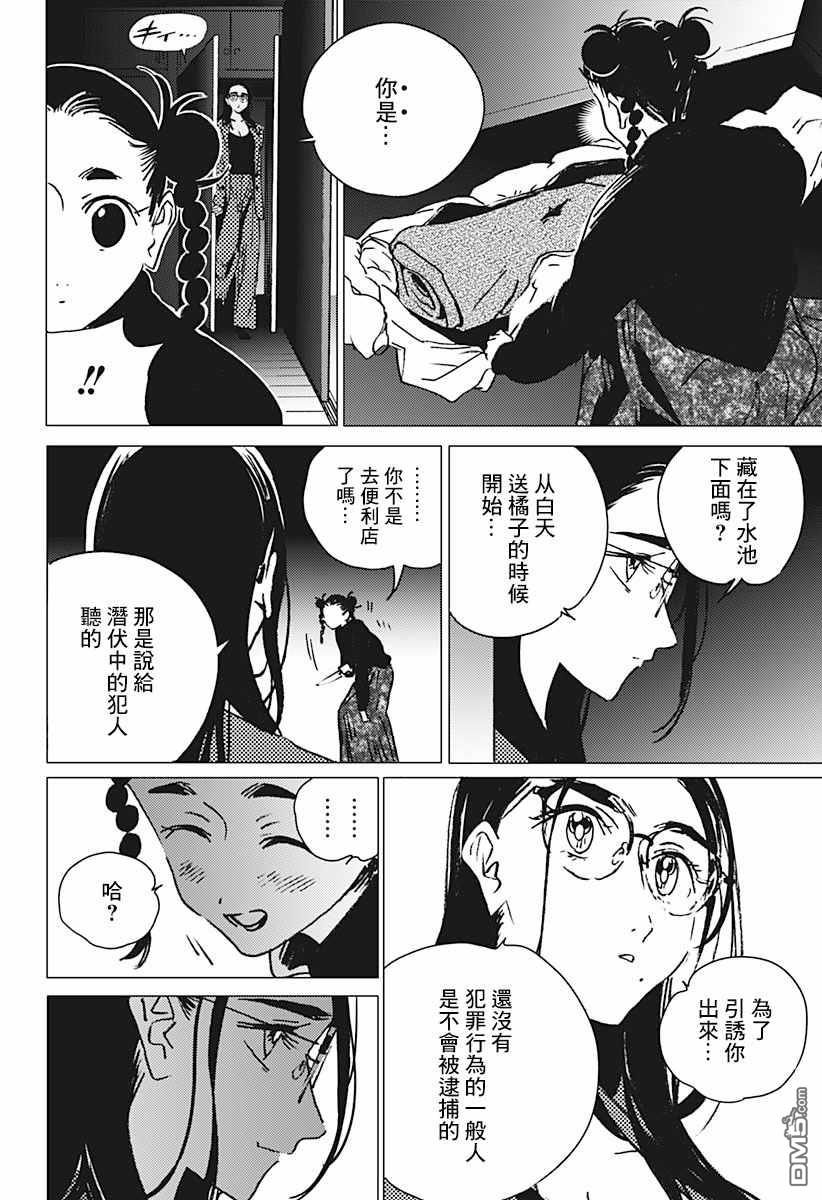 你是…
キィ…
!!
藏在了水池
下面嗎?
从白天
送橘子的時候
開始…
………
你不是
去便利店
了嗎…
那是說給
潛伏中的犯人
聽的
為了
引誘你
出來…
還沒有
犯罪行為的一般人
是不會被逮捕的
……
哈?
DM5.com